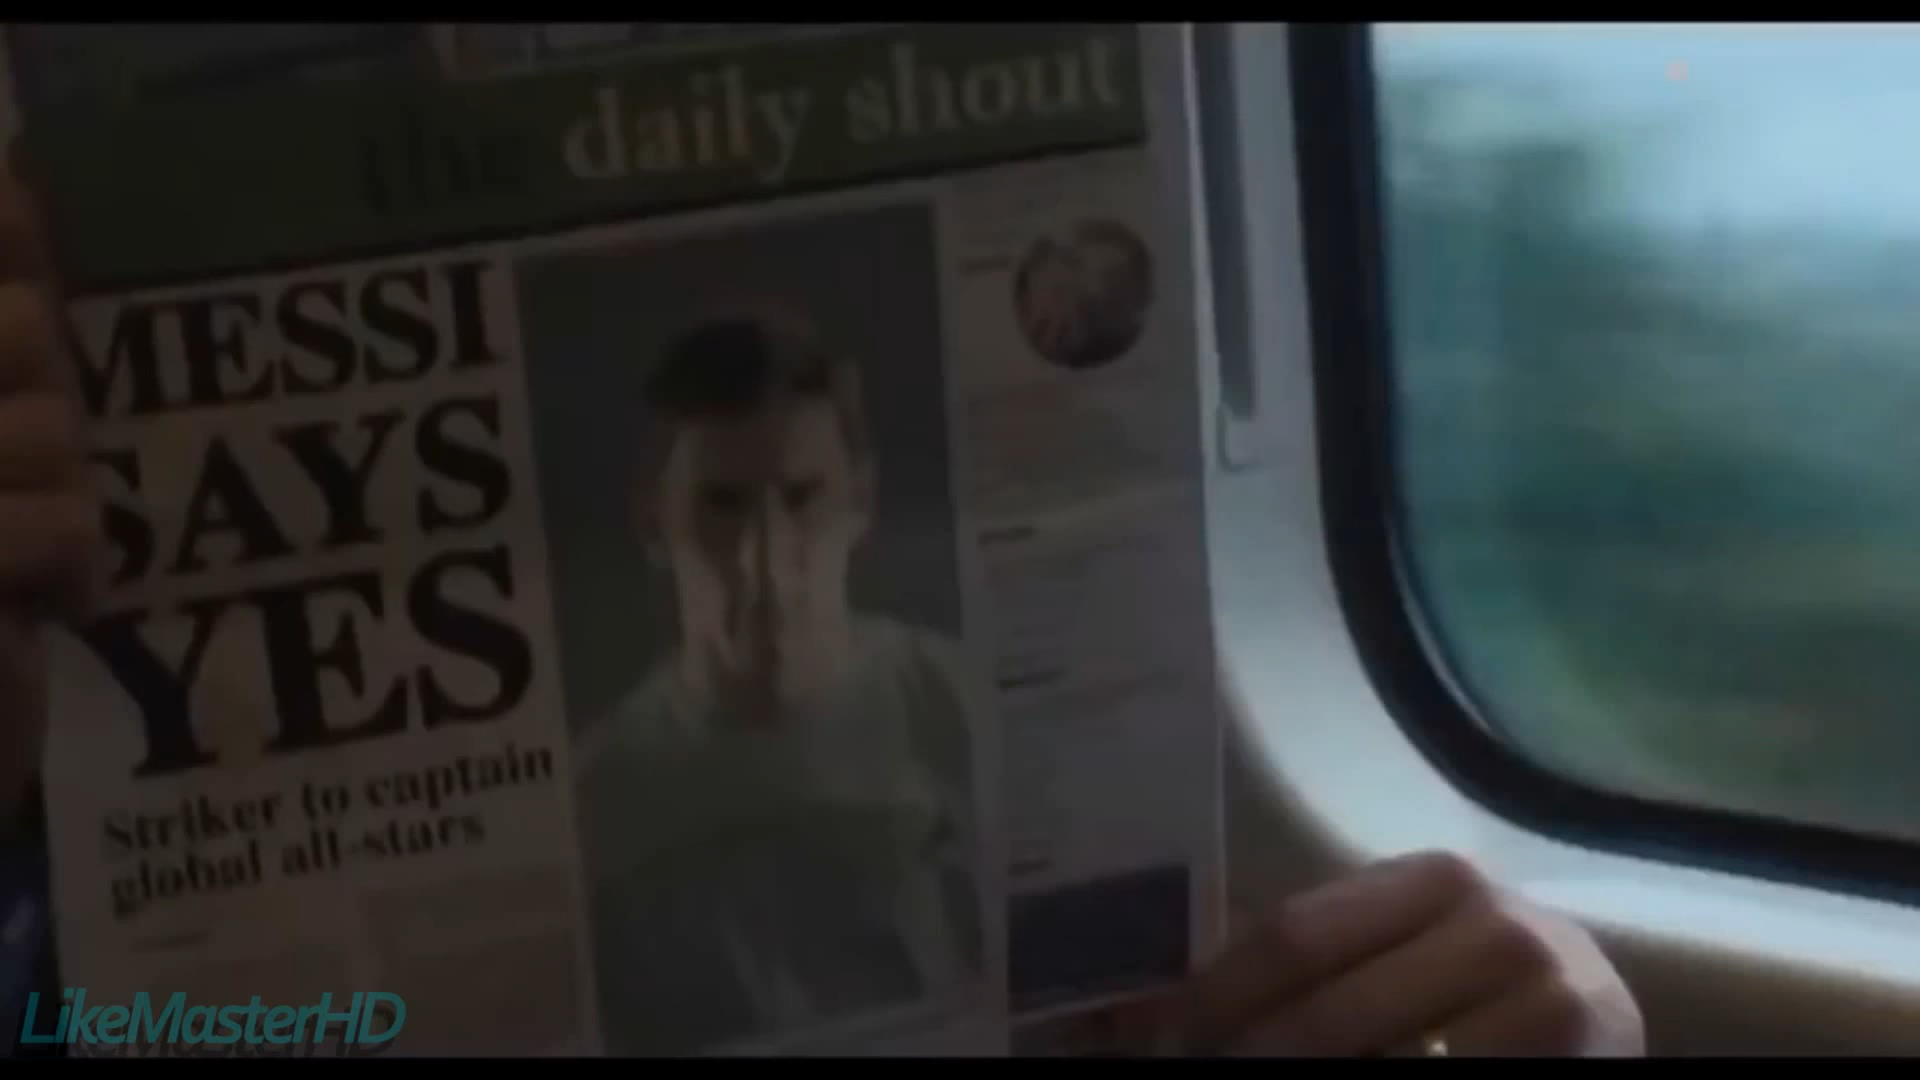 the daily shout
MESSI
SAYS
YES
Striker to captain
global all-stars
LikeMasterHD